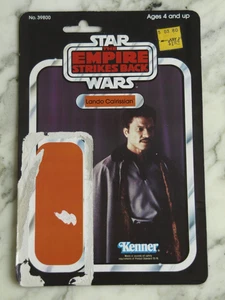 No. 39800
Ages 4 and up
STAR
THE
EMPIRE
STRIKES BACK
WARS
Lando Calrissian
Kenner